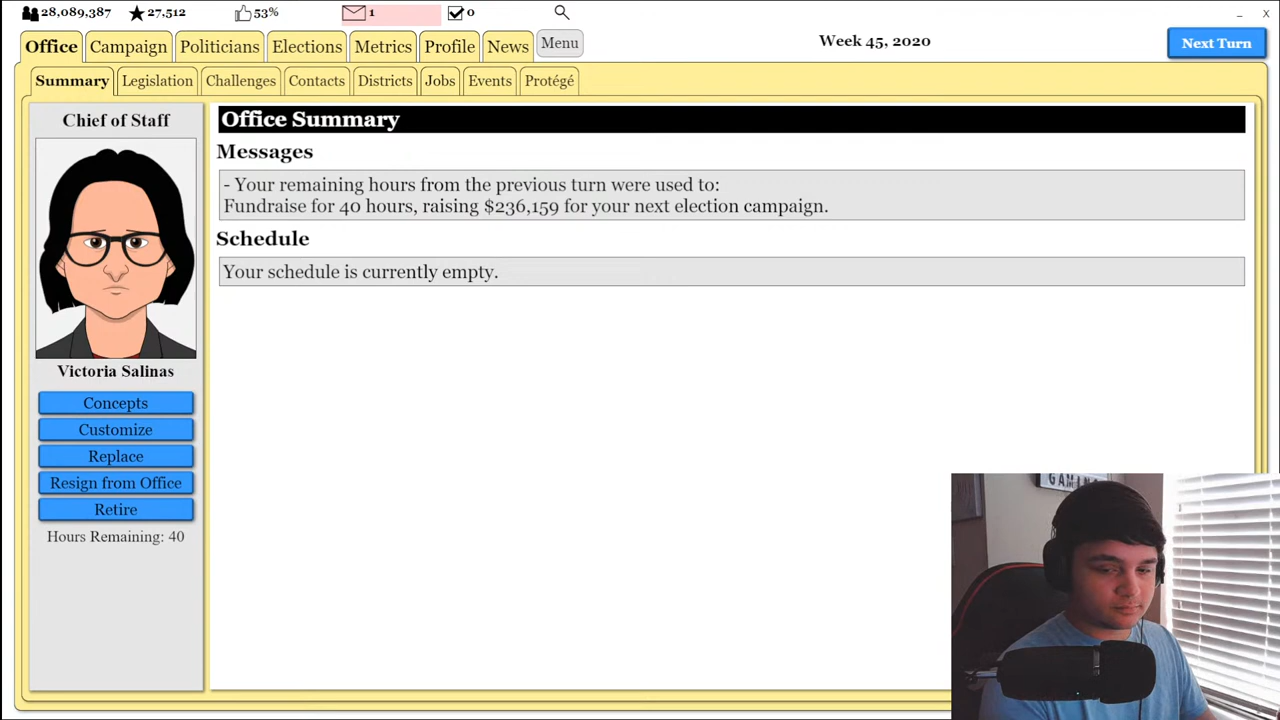 28,089,387 27,512 53% 1 0
Office Campaign Politicians Elections Metrics Profile News Menu
Week 45, 2020
Next Turn
Summary Legislation Challenges Contacts Districts Jobs Events Protégé
Chief of Staff
Victoria Salinas
Concepts
Customize
Replace
Resign from Office
Retire
Hours Remaining: 40
Office Summary
Messages
- Your remaining hours from the previous turn were used to:
Fundraise for 40 hours, raising $236,159 for your next election campaign.
Schedule
Your schedule is currently empty.